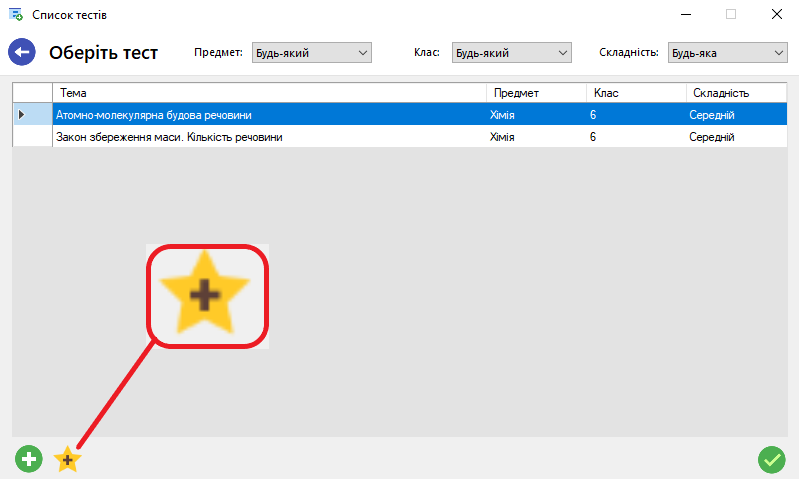 Список тестів
Оберіть тест Предмет: Будь-який Клас: Будь-який Складність: Будь-яка
Тема Предмет Клас Складність
Атомно-молекулярна будова речовини Хімія 6 Середній
Закон збереження маси. Кількість речовини Хімія 6 Середній